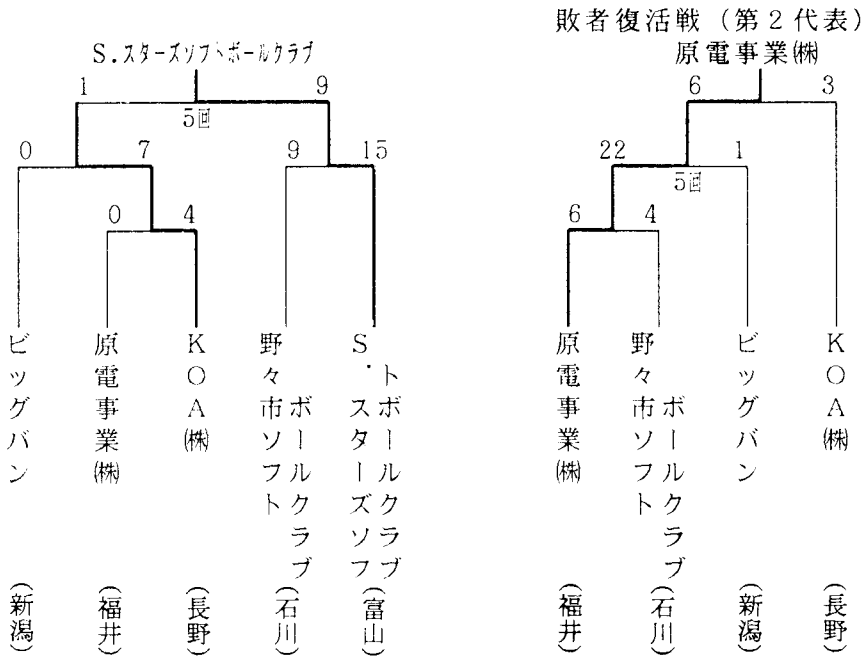 敗者復活戦（第2代表）
S.スターズソフトボールクラブ
原電事業㈱
1
9
5回
6
3
0
7
9
15
22
1
5回
0
4
6
4
ビッグバン
原電事業㈱
KOA㈱
野々市ソフト
ボールクラブ
S.スターズソフ
トボールクラブ
原電事業㈱
野々市ソフト
ボールクラブ
ビッグバン
KOA㈱
(新潟)
(福井)
(長野)
(石川)
(富山)
(福井)
(石川)
(新潟)
(長野)